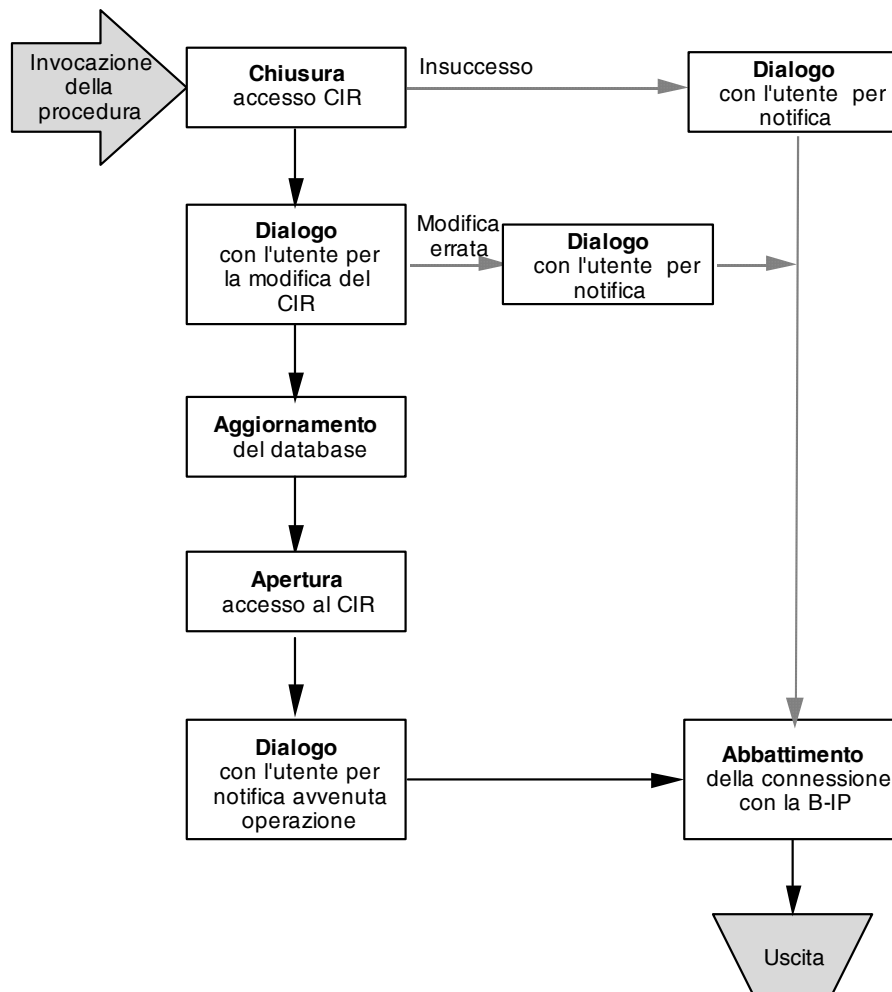 Invocazione
della
procedura
Chiusura
accesso CIR
Insuccesso
Dialogo
con l'utente per
notifica
Dialogo
con l'utente per
la modifica del
CIR
Modifica
errata
Dialogo
con l'utente per
notifica
Aggiornamento
del database
Apertura
accesso al CIR
Dialogo
con l'utente per
notifica avvenuta
operazione
Abbattimento
della connessione
con la B-IP
Uscita